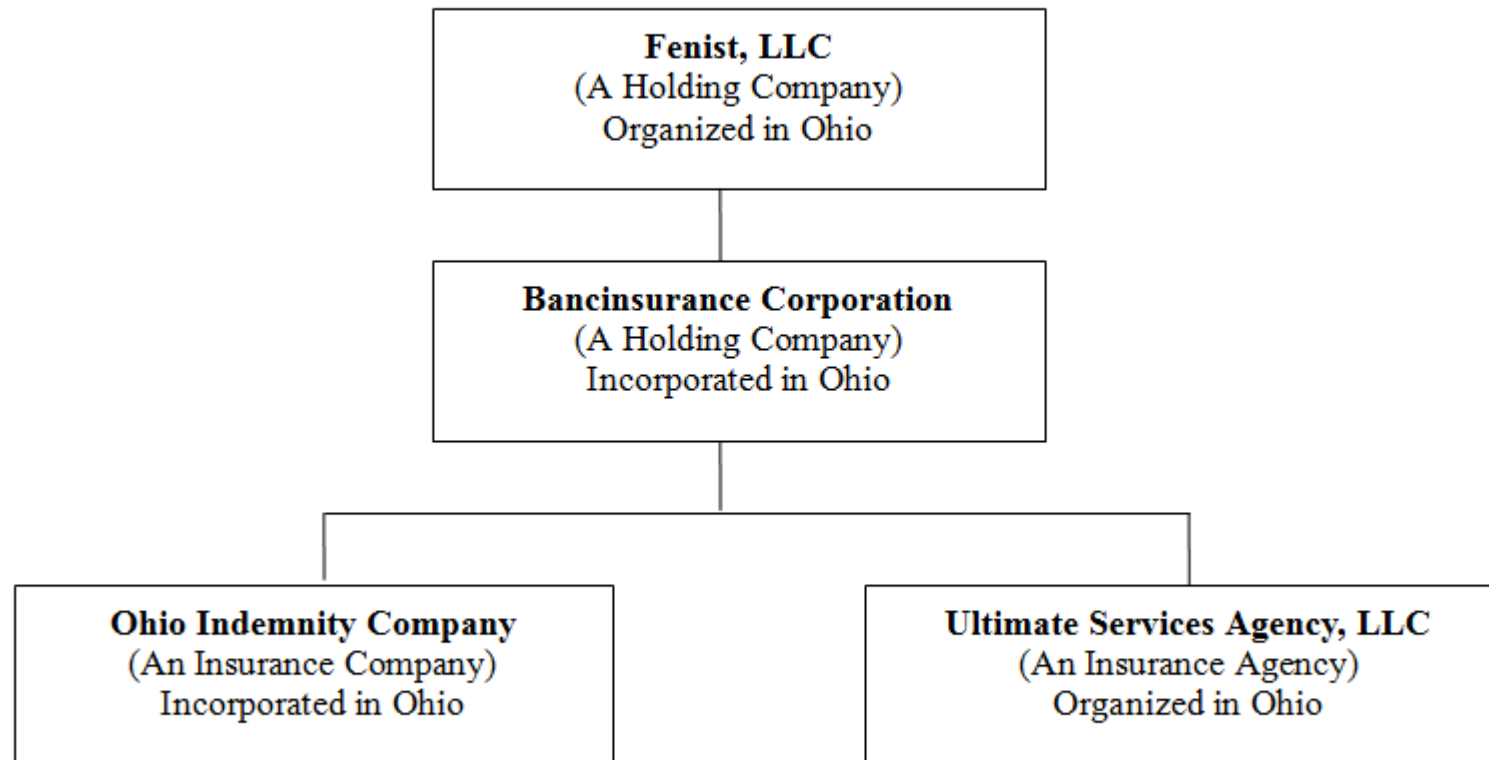 Fenist, LLC
(A Holding Company)
Organized in Ohio
Bancinsurance Corporation
(A Holding Company)
Incorporated in Ohio
Ohio Indemnity Company
(An Insurance Company)
Incorporated in Ohio
Ultimate Services Agency, LLC
(An Insurance Agency)
Organized in Ohio